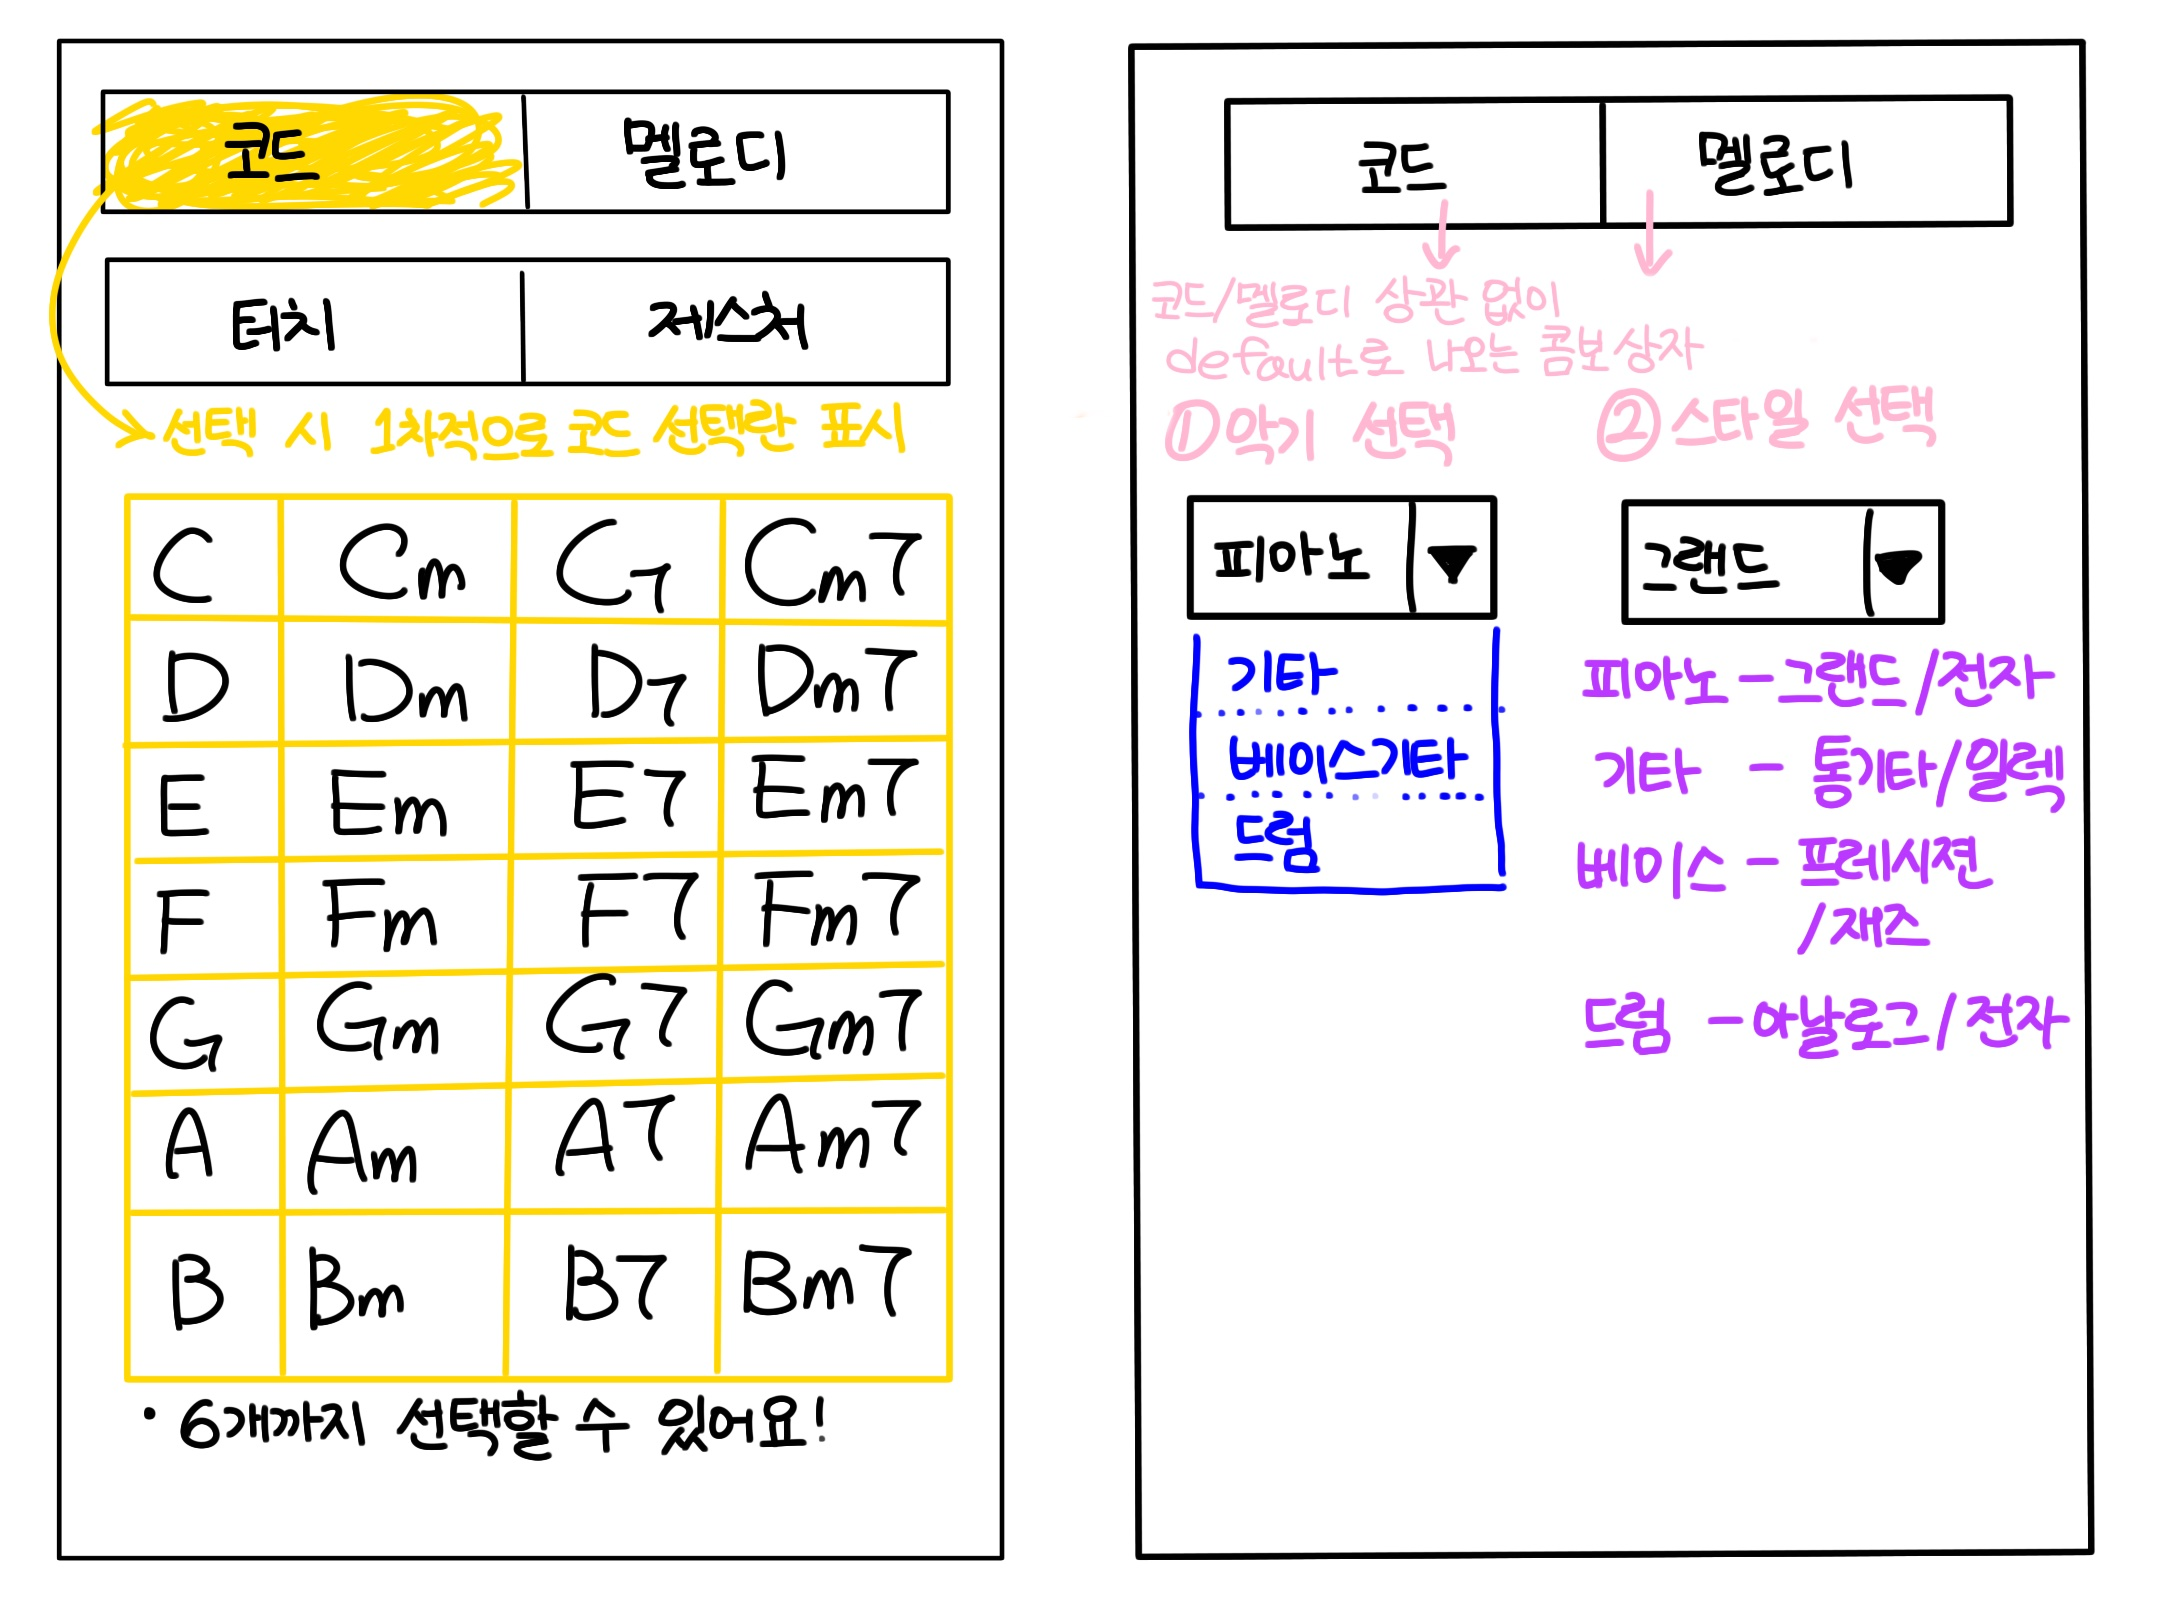 코드 멜로디
터치 제스처
선택 시 1차적으로 코드 선택란 표시
C Cm C7 Cm7
D Dm D7 Dm7
E Em E7 Em7
F Fm F7 Fm7
G Gm G7 Gm7
A Am A7 Am7
B Bm B7 Bm7
· 6개까지 선택할 수 있어요!
코드 멜로디
코드/멜로디 상관 없이
default로 나오는 콤보상자
①악기 선택 ②스타일 선택
피아노 ▼ 그랜드 ▼
기타
베이스기타
드럼
피아노-그랜드/전자
기타 - 통기타/일렉
베이스 - 프레시젼
/재즈
드럼 -아날로그/전자